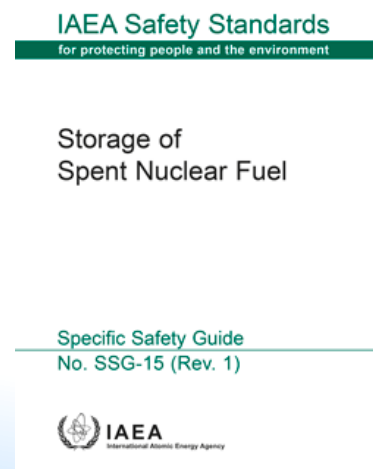 IAEA Safety Standards
for protecting people and the environment
Storage of
Spent Nuclear Fuel
Specific Safety Guide
No. SSG-15 (Rev. 1)
IAEA
International Atomic Energy Agency